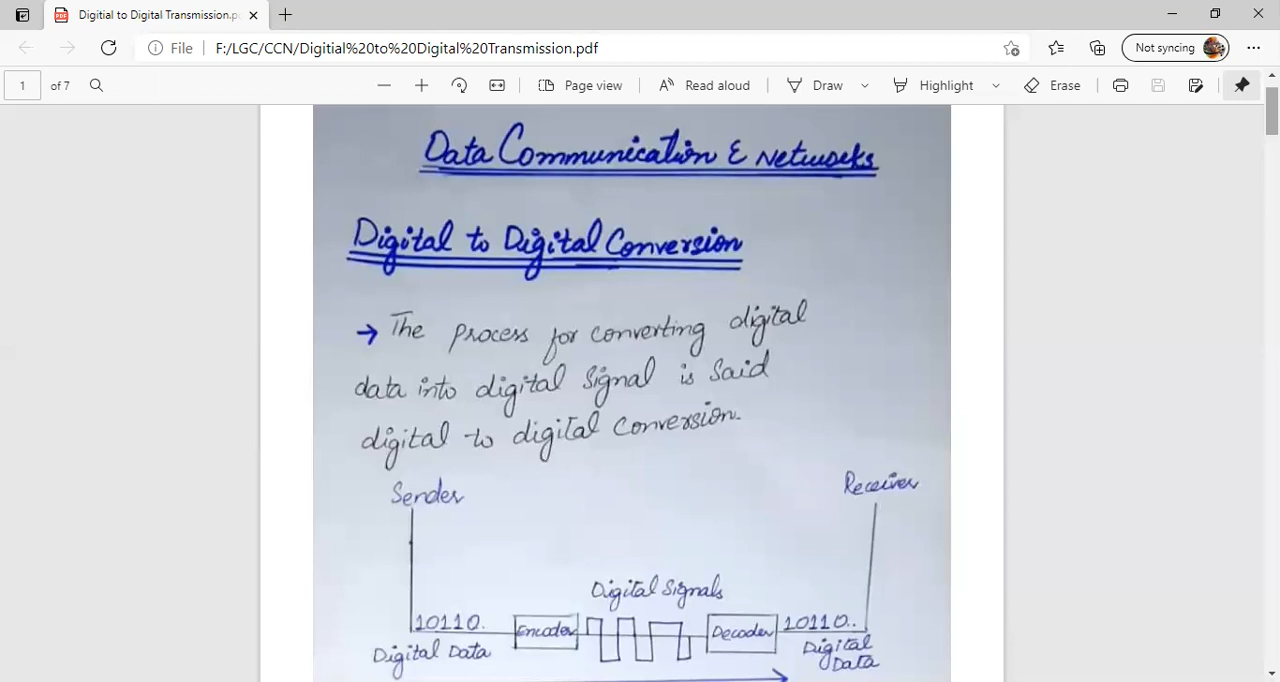 Digitial to Digital Transmission.p
File
F:/LGC/CCN/Digitial%20to%20Digital%20Transmission.pdf
Not syncing
1 of 7
Page view
Read aloud
Draw
Highlight
Erase
Data Communication & Networks
Digital to Digital Conversion
→ The process for converting digital
data into digital signal is said
digital to digital conversion.
Sender
Receiver
Digital Signals
10110.
Encoder
Decoder
10110..
Digital Data
Digital
Data